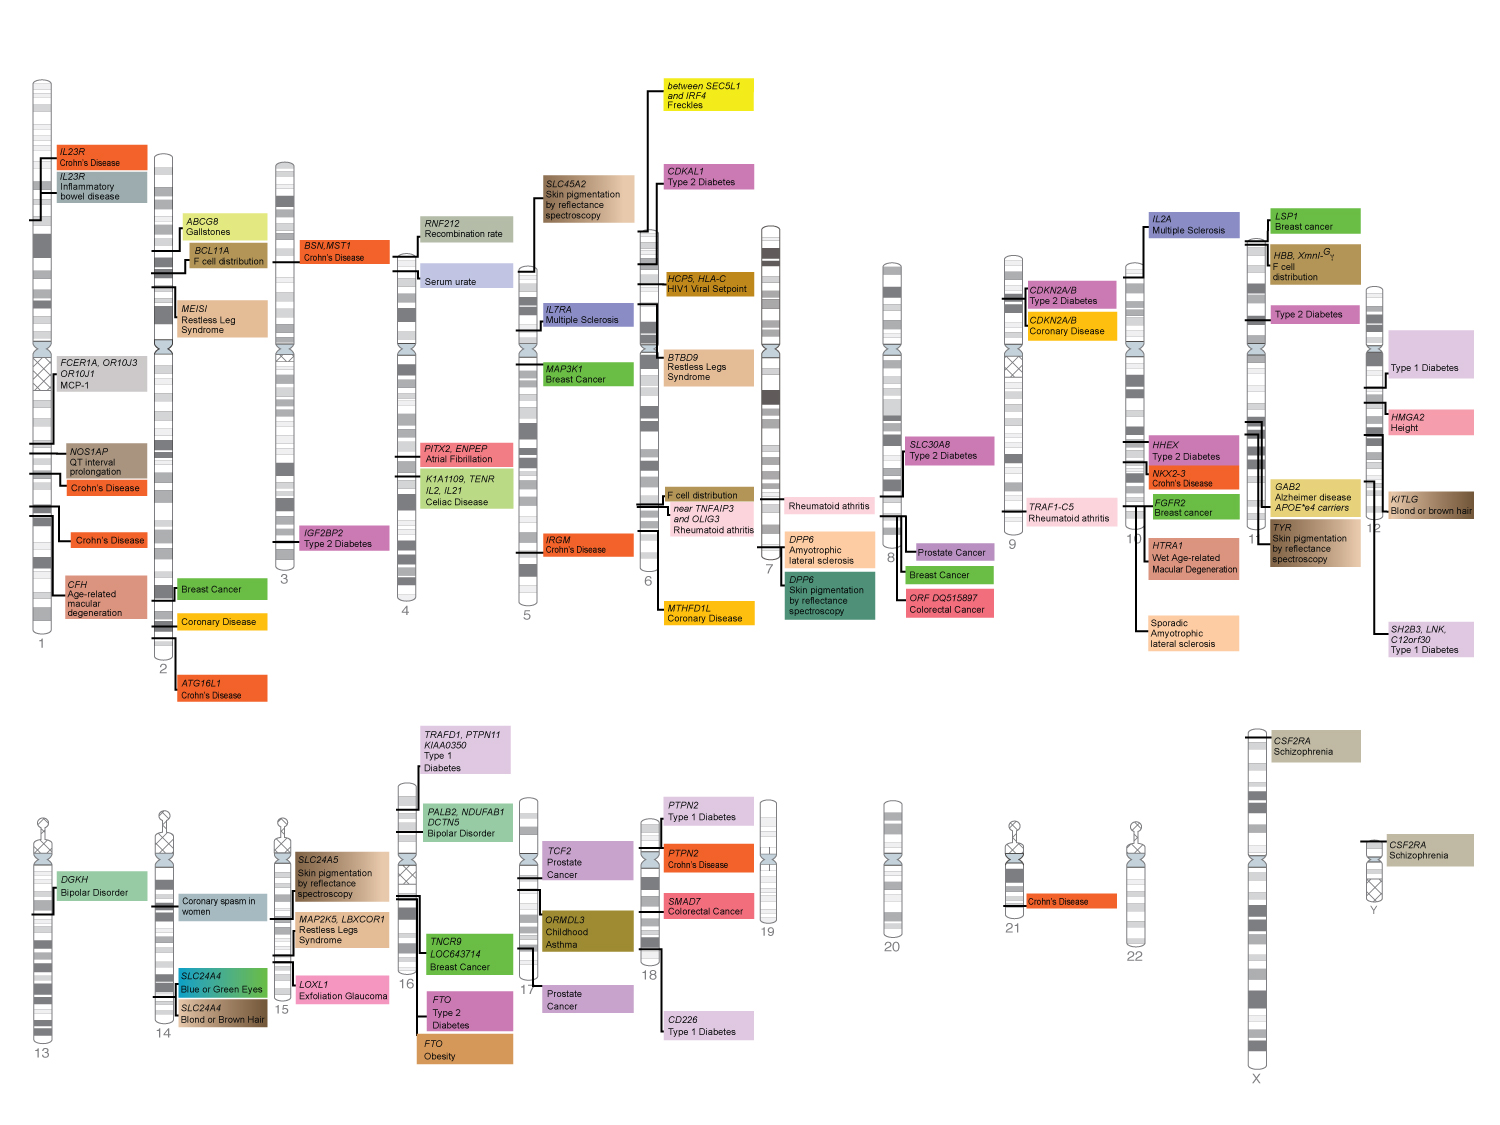 IL23R
Crohn's Disease
IL23R
Inflammatory
bowel disease
FCER1A, OR10J3
OR10J1
MCP-1
NOS1AP
QT interval
prolongation
Crohn's Disease
Crohn's Disease
CFH
Age-related
macular
degeneration
1
ABCG8
Gallstones
BCL11A
F cell distribution
MEISI
Restless Leg
Syndrome
Breast Cancer
Coronary Disease
ATG16L1
Crohn's Disease
2
BSN,MST1
Crohn's Disease
IGF2BP2
Type 2 Diabetes
3
RNF212
Recombination rate
Serum urate
PITX2, ENPEP
Atrial Fibrillation
K1A1109, TENR
IL2, IL21
Celiac Disease
4
SLC45A2
Skin pigmentation
by reflectance
spectroscopy
IL7RA
Multiple Sclerosis
MAP3K1
Breast Cancer
IRGM
Crohn's Disease
5
between SEC5L1
and IRF4
Freckles
CDKAL1
Type 2 Diabetes
HCP5, HLA-C
HIV1 Viral Setpoint
BTBD9
Restless Legs
Syndrome
F cell distribution
near TNFAIP3
and OLIG3
Rheumatoid athritis
MTHFD1L
Coronary Disease
6
Rheumatoid athritis
DPP6
Amyotrophic
lateral sclerosis
DPP6
Skin pigmentation
by reflectance
spectroscopy
7
SLC30A8
Type 2 Diabetes
Prostate Cancer
Breast Cancer
ORF DQ515897
Colorectal Cancer
8
CDKN2A/B
Type 2 Diabetes
CDKN2A/B
Coronary Disease
TRAF1-C5
Rheumatoid athritis
9
IL2A
Multiple Sclerosis
HHEX
Type 2 Diabetes
NKX2-3
Crohn's Disease
FGFR2
Breast cancer
HTRA1
Wet Age-related
Macular Degeneration
Sporadic
Amyotrophic
lateral sclerosis
10
LSP1
Breast cancer
HBB, XmnI-Gγ
F cell
distribution
Type 2 Diabetes
GAB2
Alzheimer disease
APOE*e4 carriers
TYR
Skin pigmentation
by reflectance
spectroscopy
11
Type 1 Diabetes
HMGA2
Height
KITLG
Blond or brown hair
SH2B3, LNK,
C12orf30
Type 1 Diabetes
12
DGKH
Bipolar Disorder
13
Coronary spasm in
women
SLC24A4
Blue or Green Eyes
SLC24A4
Blond or Brown Hair
14
SLC24A5
Skin pigmentation
by reflectance
spectroscopy
MAP2K5, LBXCOR1
Restless Legs
Syndrome
LOXL1
Exfoliation Glaucoma
15
TRAFD1, PTPN11
KIAA0350
Type 1
Diabetes
PALB2, NDUFAB1
DCTN5
Bipolar Disorder
TNCR9
LOC643714
Breast Cancer
FTO
Type 2
Diabetes
FTO
Obesity
16
TCF2
Prostate
Cancer
ORMDL3
Childhood
Asthma
Prostate
Cancer
17
PTPN2
Type 1 Diabetes
PTPN2
Crohn's Disease
SMAD7
Colorectal Cancer
CD226
Type 1 Diabetes
18
19
20
Crohn's Disease
21
22
CSF2RA
Schizophrenia
X
CSF2RA
Schizophrenia
Y